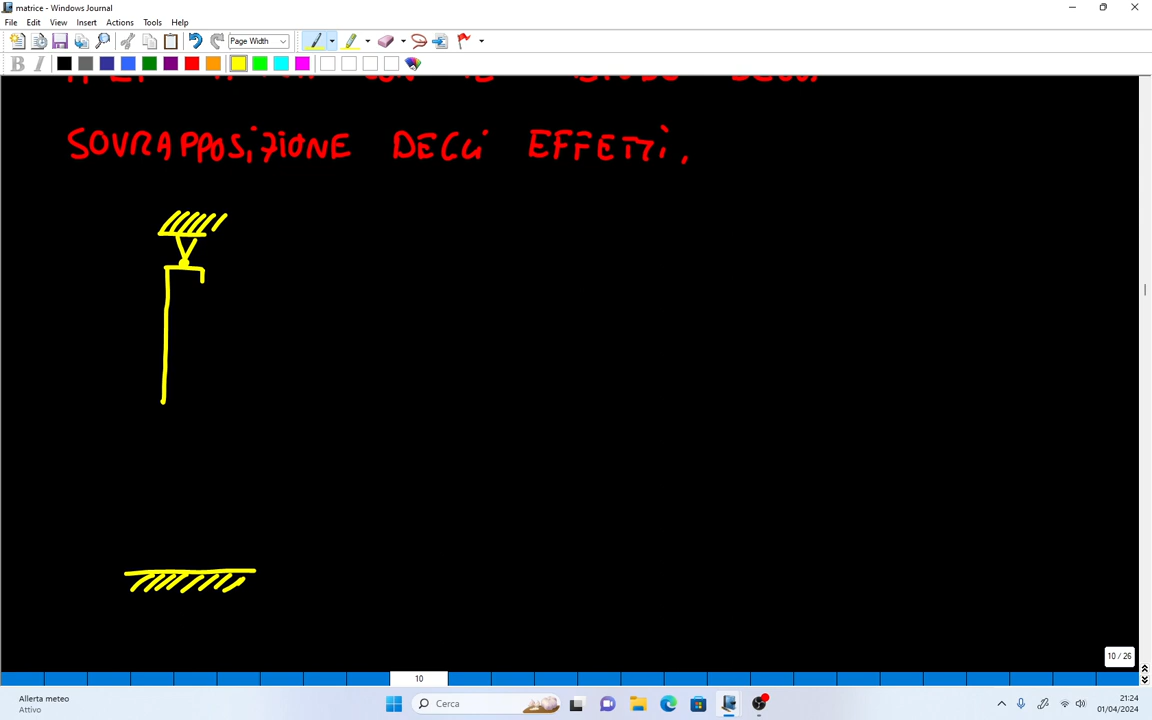 matrice - Windows Journal
File Edit View Insert Actions Tools Help
Page Width
B I
SOVRAPPOSIZIONE DEGLI EFFETTI.
10 / 26
10
Allerta meteo
Attivo
Cerca
21:24
01/04/2024